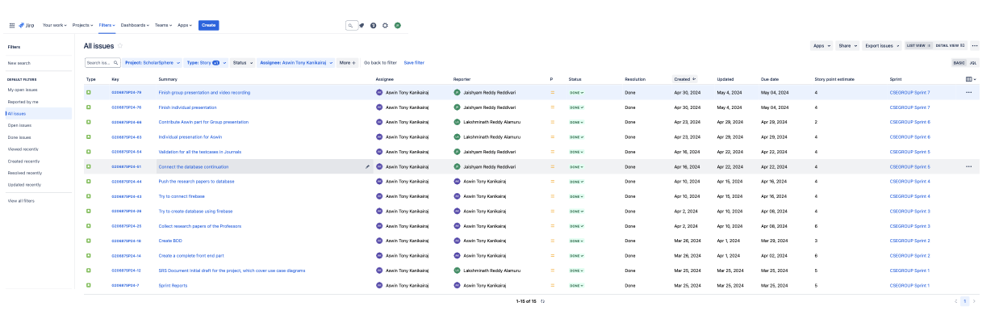 Jira Your work Projects Filters Dashboards Teams Apps Create
Filters
New search
DEFAULT FILTERS
My open issues
Reported by me
All issues
Open issues
Done issues
Viewed recently
Created recently
Resolved recently
Updated recently
View all filters
All issues Apps Share Export issues LIST VIEW DETAIL VIEW
Search iss... Project: ScholarSphere Type: Story Status Assignee: Aswin Tony Kanikairaj More + Go back to filter Save filter BASIC JQL
Type Key Summary Assignee Reporter P Status Resolution Created Updated Due date Story point estimate Sprint
G20687SP24-79 Finish group presentation and video recording Aswin Tony Kanikairaj Jaishyam Reddy Reddivari DONE Done Apr 30, 2024 May 4, 2024 May 04, 2024 4 CSEGROUP Sprint 7
G20687SP24-76 Finish individual presentation Aswin Tony Kanikairaj Jaishyam Reddy Reddivari DONE Done Apr 30, 2024 May 4, 2024 May 04, 2024 4 CSEGROUP Sprint 7
G20687SP24-66 Contribute Aswin part for Group presentation Aswin Tony Kanikairaj Lakshminath Reddy Alamuru DONE Done Apr 23, 2024 Apr 29, 2024 Apr 29, 2024 2 CSEGROUP Sprint 6
G20687SP24-63 Individual presenation for Aswin Aswin Tony Kanikairaj Lakshminath Reddy Alamuru DONE Done Apr 23, 2024 Apr 29, 2024 Apr 29, 2024 4 CSEGROUP Sprint 6
G20687SP24-54 Validation for all the testcases in Journals Aswin Tony Kanikairaj Jaishyam Reddy Reddivari DONE Done Apr 16, 2024 Apr 22, 2024 Apr 22, 2024 4 CSEGROUP Sprint 5
G20687SP24-51 Connect the database continuation Aswin Tony Kanikairaj Jaishyam Reddy Reddivari DONE Done Apr 16, 2024 Apr 22, 2024 Apr 22, 2024 4 CSEGROUP Sprint 5
G20687SP24-44 Push the research papers to database Aswin Tony Kanikairaj Aswin Tony Kanikairaj DONE Done Apr 10, 2024 Apr 15, 2024 Apr 16, 2024 4 CSEGROUP Sprint 4
G20687SP24-43 Try to connect firebase Aswin Tony Kanikairaj Aswin Tony Kanikairaj DONE Done Apr 10, 2024 Apr 15, 2024 Apr 16, 2024 4 CSEGROUP Sprint 4
G20687SP24-26 Try to create database using firebase Aswin Tony Kanikairaj Aswin Tony Kanikairaj DONE Done Apr 2, 2024 Apr 10, 2024 Apr 08, 2024 4 CSEGROUP Sprint 3
G20687SP24-25 Collect research papers of the Professors Aswin Tony Kanikairaj Aswin Tony Kanikairaj DONE Done Apr 2, 2024 Apr 10, 2024 Apr 08, 2024 6 CSEGROUP Sprint 3
G20687SP24-18 Create BDD Aswin Tony Kanikairaj Aswin Tony Kanikairaj DONE Done Mar 26, 2024 Apr 1, 2024 Mar 29, 2024 3 CSEGROUP Sprint 2
G20687SP24-14 Create a complete front end part Aswin Tony Kanikairaj Aswin Tony Kanikairaj DONE Done Mar 26, 2024 Apr 1, 2024 Apr 02, 2024 6 CSEGROUP Sprint 2
G20687SP24-12 SRS Document Initial draft for the project, which cover use case diagrams Aswin Tony Kanikairaj Lakshminath Reddy Alamuru DONE Done Mar 25, 2024 Mar 25, 2024 Mar 25, 2024 5 CSEGROUP Sprint 1
G20687SP24-7 Sprint Reports Aswin Tony Kanikairaj Aswin Tony Kanikairaj DONE Done Mar 25, 2024 Mar 25, 2024 Mar 25, 2024 5 CSEGROUP Sprint 1
1-15 of 15 1